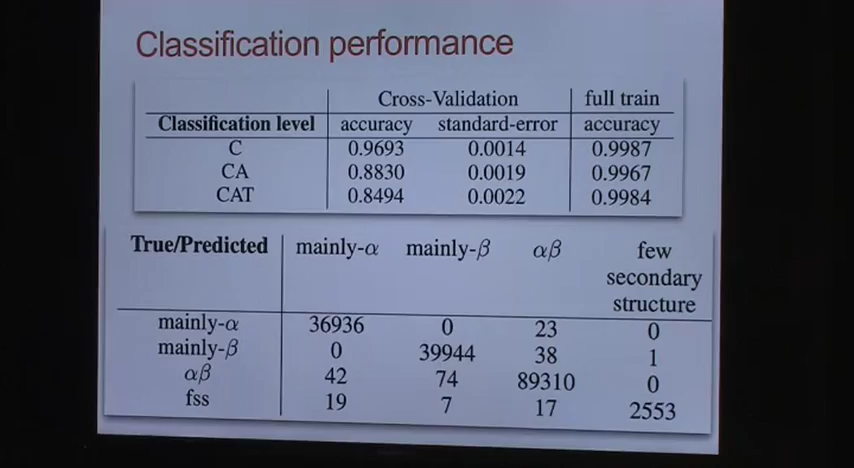 Classification performance
Cross-Validation full train
Classification level accuracy standard-error accuracy
C 0.9693 0.0014 0.9987
CA 0.8830 0.0019 0.9967
CAT 0.8494 0.0022 0.9984
True/Predicted mainly-α mainly-β αβ few
secondary
structure
mainly-α 36936 0 23 0
mainly-β 0 39944 38 1
αβ 42 74 89310 0
fss 19 7 17 2553